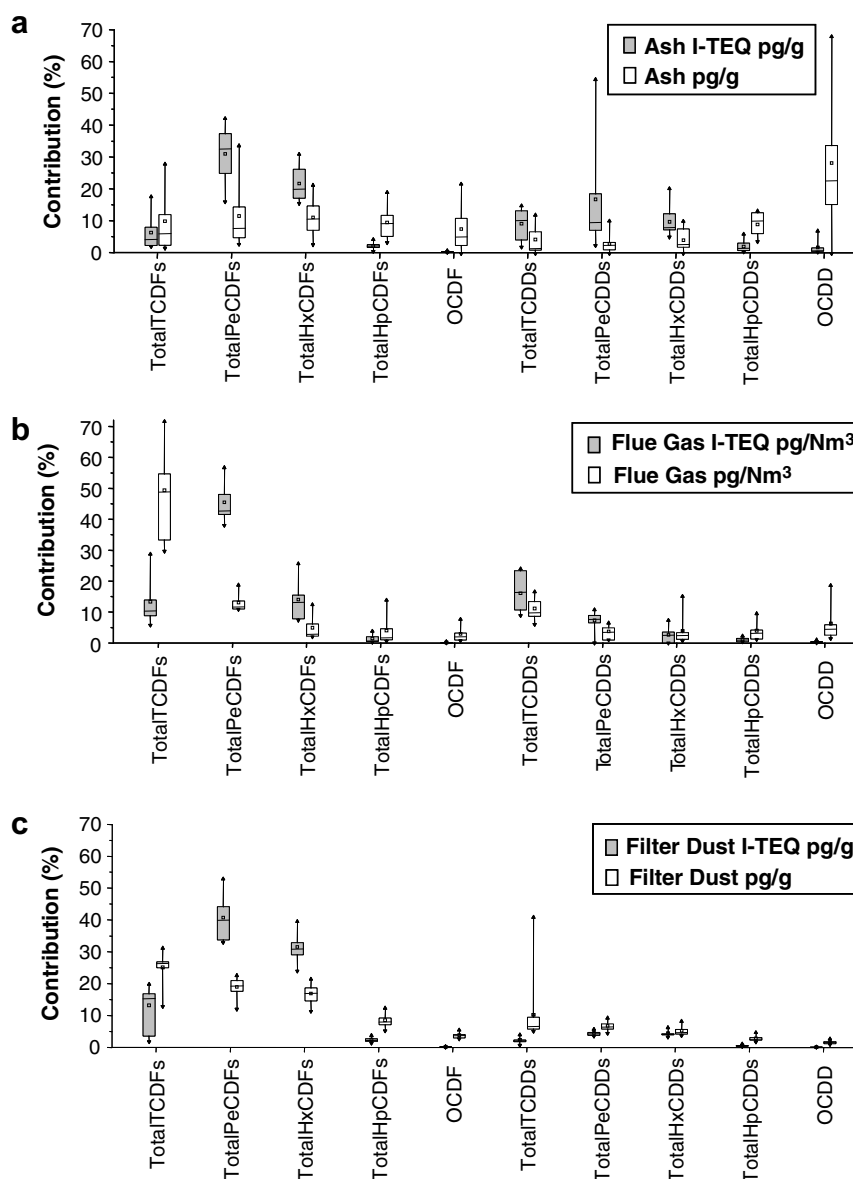 a
70
60
50
40
30
20
10
0
Contribution (%)
Ash I-TEQ pg/g
Ash pg/g
TotalTCDFs
TotalPeCDFs
TotalHxCDFs
TotalHpCDFs
OCDF
TotalTCDDs
TotalPeCDDs
TotalHxCDDs
TotalHpCDDs
OCDD
b
70
60
50
40
30
20
10
0
Contribution (%)
Flue Gas I-TEQ pg/Nm³
Flue Gas pg/Nm³
TotalTCDFs
TotalPeCDFs
TotalHxCDFs
TotalHpCDFs
OCDF
TotalTCDDs
TotalPeCDDs
TotalHxCDDs
TotalHpCDDs
OCDD
c
70
60
50
40
30
20
10
0
Contribution (%)
Filter Dust I-TEQ pg/g
Filter Dust pg/g
TotalTCDFs
TotalPeCDFs
TotalHxCDFs
TotalHpCDFs
OCDF
TotalTCDDs
TotalPeCDDs
TotalHxCDDs
TotalHpCDDs
OCDD